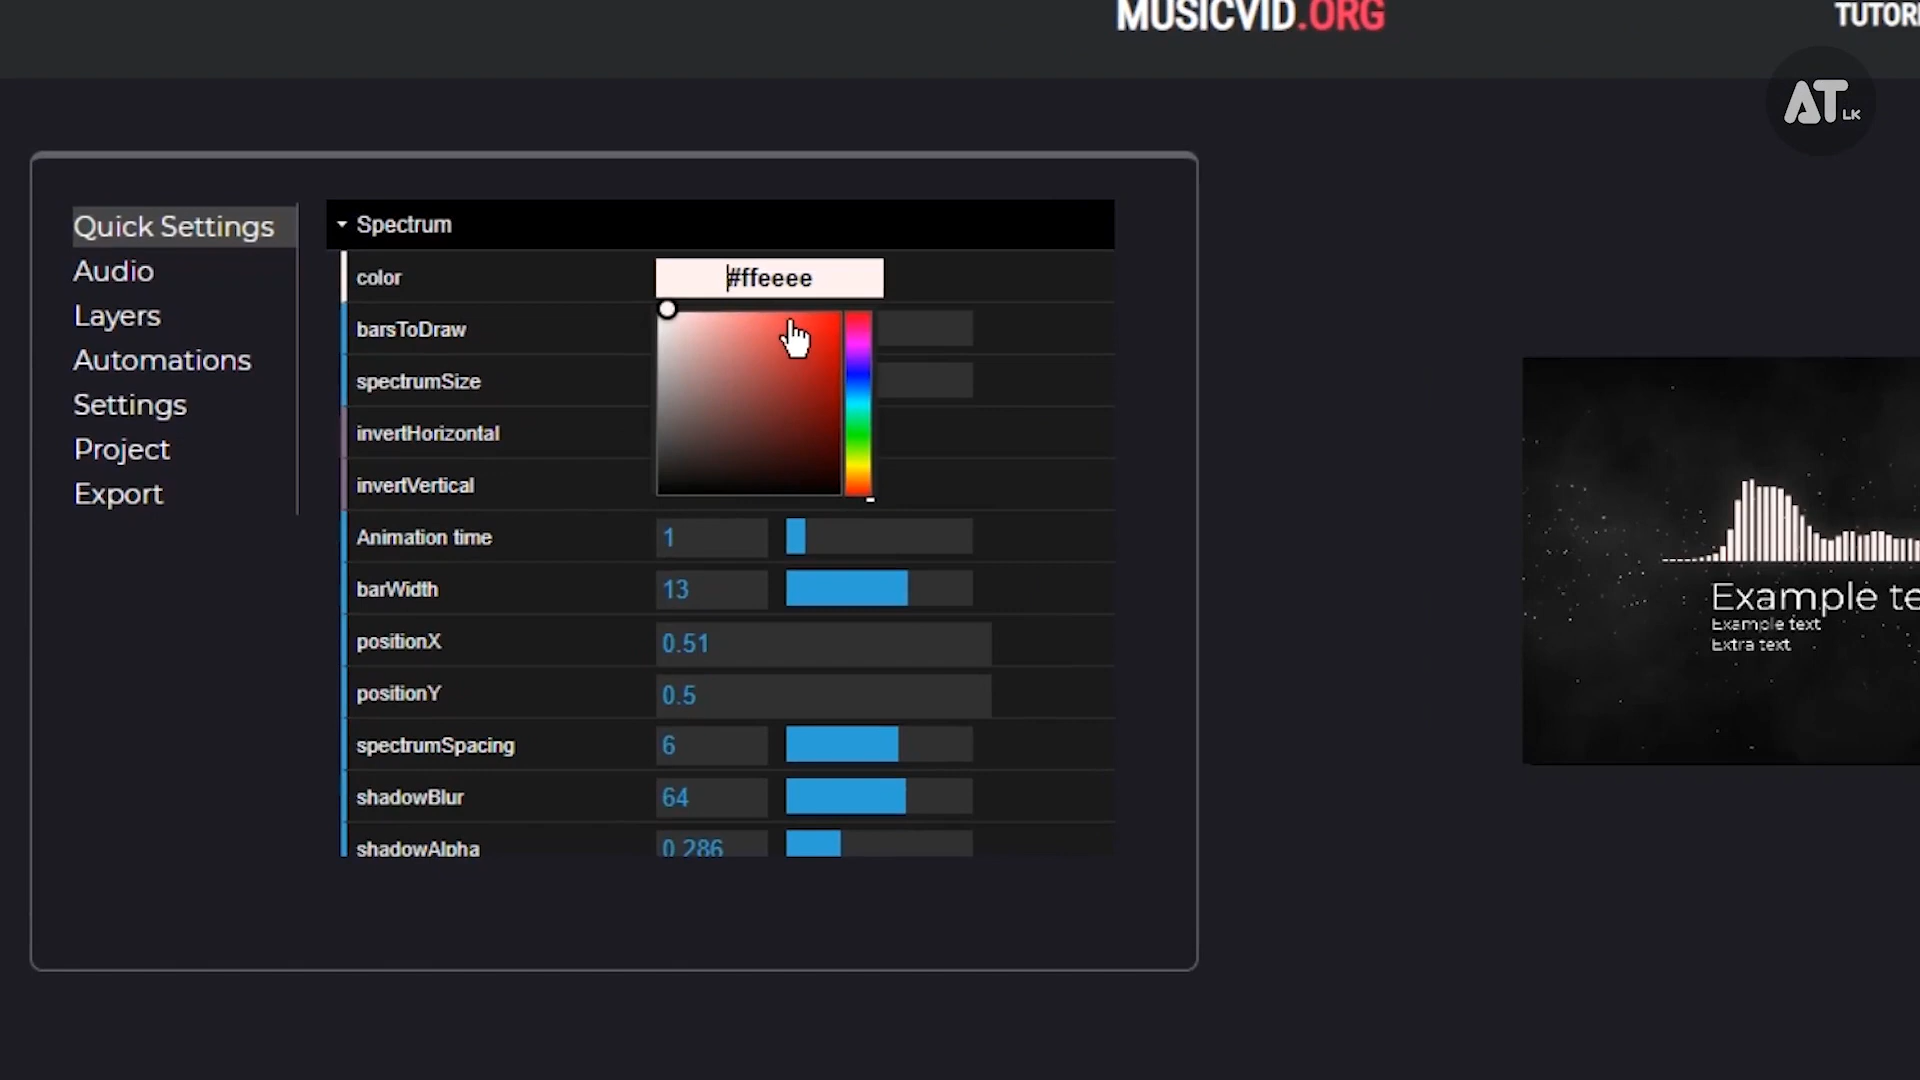 MUSICVID.ORG
TUTORI
AT LK
Quick Settings
Audio
Layers
Automations
Settings
Project
Export
Spectrum
color #ffeeee
barsToDraw
spectrumSize
invertHorizontal
invertVertical
Animation time 1
barWidth 13
positionX 0.51
positionY 0.5
spectrumSpacing 6
shadowBlur 64
shadowAlpha 0.286
Example te
Example text
Extra text